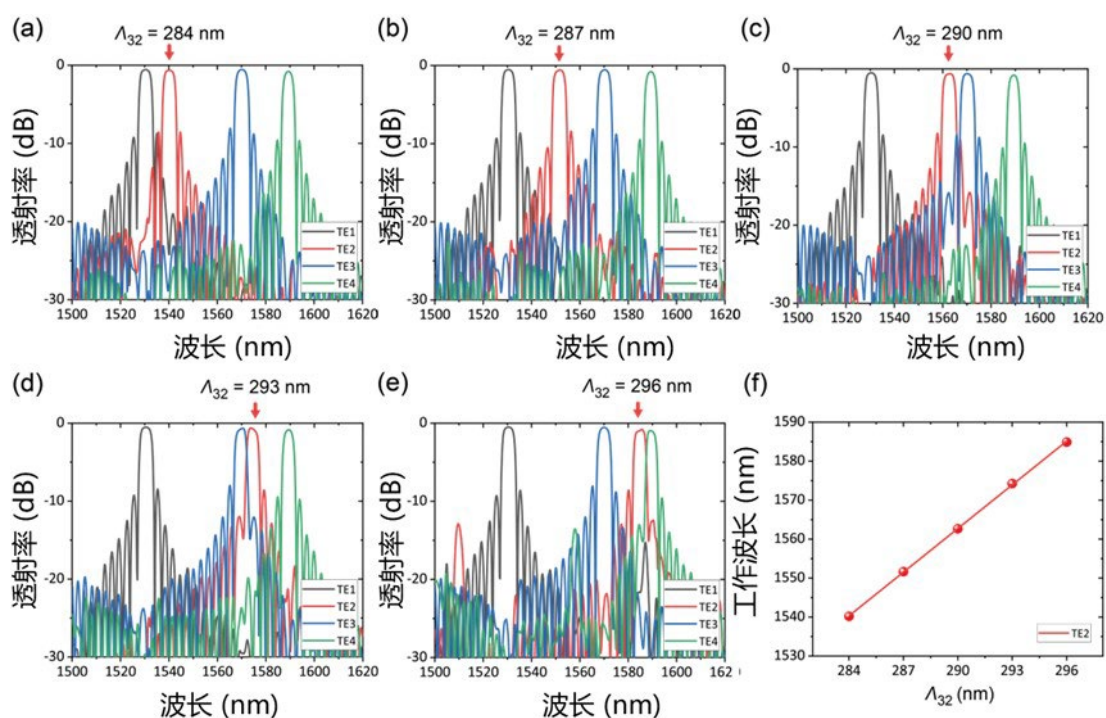 (a)
Λ32 = 284 nm
透射率 (dB)
0
-10
-20
-30
TE1
TE2
TE3
TE4
1500 1520 1540 1560 1580 1600 1620
波长 (nm)
(b)
Λ32 = 287 nm
透射率 (dB)
0
-10
-20
-30
TE1
TE2
TE3
TE4
1500 1520 1540 1560 1580 1600 1620
波长 (nm)
(c)
Λ32 = 290 nm
透射率 (dB)
0
-10
-20
-30
TE1
TE2
TE3
TE4
1500 1520 1540 1560 1580 1600 1620
波长 (nm)
(d)
Λ32 = 293 nm
透射率 (dB)
0
-10
-20
-30
TE1
TE2
TE3
TE4
1500 1520 1540 1560 1580 1600 1620
波长 (nm)
(e)
Λ32 = 296 nm
透射率 (dB)
0
-10
-20
-30
TE1
TE2
TE3
TE4
1500 1520 1540 1560 1580 1600 1620
波长 (nm)
(f)
工作波长 (nm)
1590
1580
1570
1560
1550
1540
1530
TE2
284 287 290 293 296
Λ32 (nm)